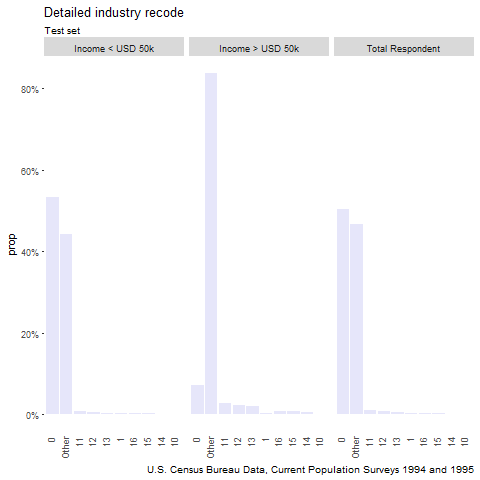 Detailed industry recode
Test set
Income < USD 50k Income > USD 50k Total Respondent
80%
60%
40%
20%
0%
prop
0 Other 11 12 13 1 16 15 14 10 0 Other 11 12 13 1 16 15 14 10 0 Other 11 12 13 1 16 15 14 10
U.S. Census Bureau Data, Current Population Surveys 1994 and 1995